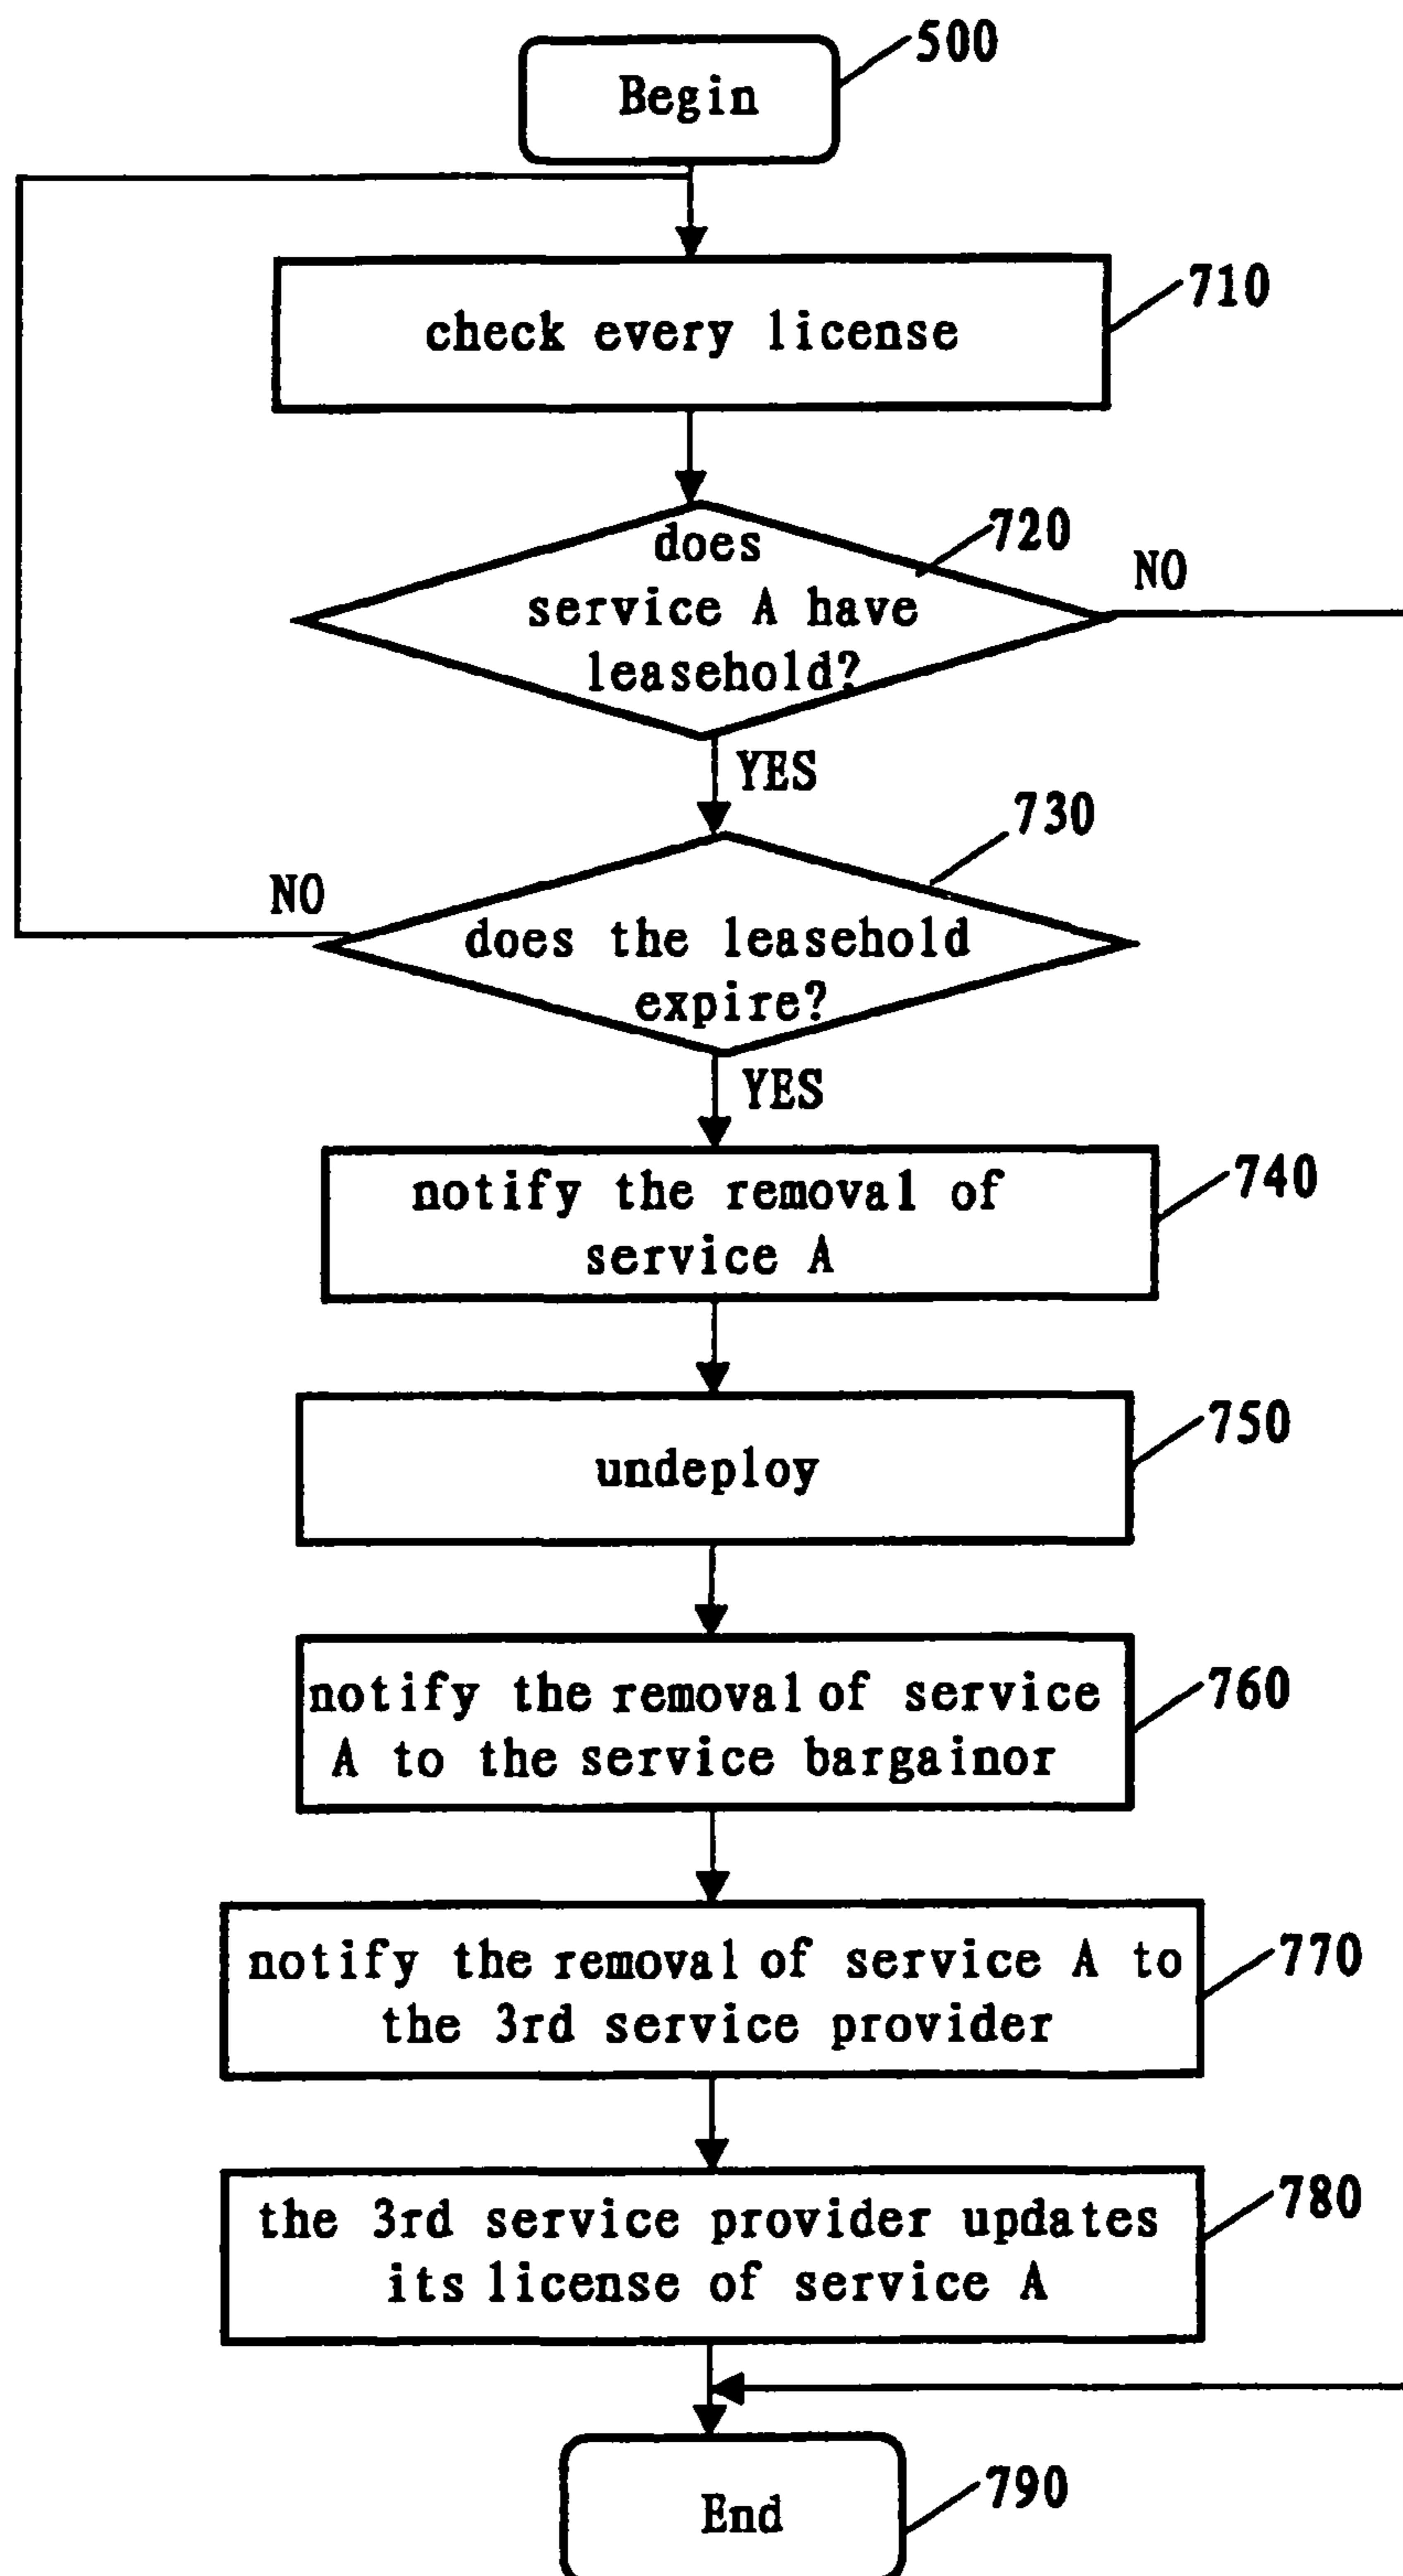 500
Begin
710
check every license
720
NO
does
service A have
leasehold?
YES
730
NO
does the leasehold
expire?
YES
740
notify the removal of
service A
750
undeploy
760
notify the removal of service
A to the service bargainor
770
notify the removal of service A to
the 3rd service provider
780
the 3rd service provider updates
its license of service A
790
End